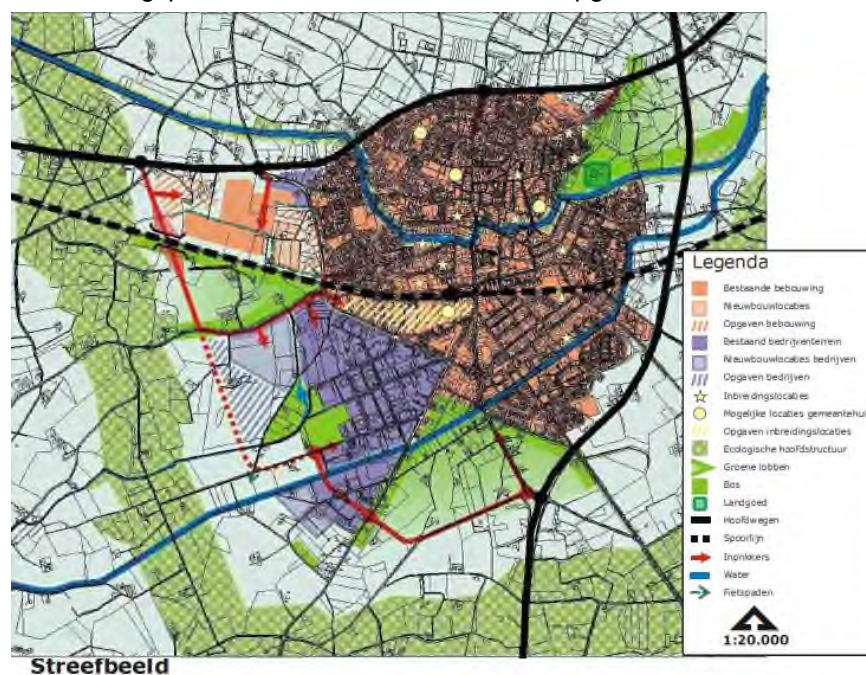 Legenda
Bestaande bebouwing
Nieuwbouwlocaties
Opgaven bebouwing
Bestaand bedrijventerrein
Nieuwbouwlocaties bedrijven
Opgaven bedrijven
Inbreidingslocaties
Mogelijke locaties gemeentehui
Opgaven inbreidingslocaties
Ecologische hoofdstructuur
Groene lobben
Bos
Landgoed
Hoofdwegen
Spoorlijn
Inprikkers
Water
Fietspaden
1:20.000
Streefbeeld